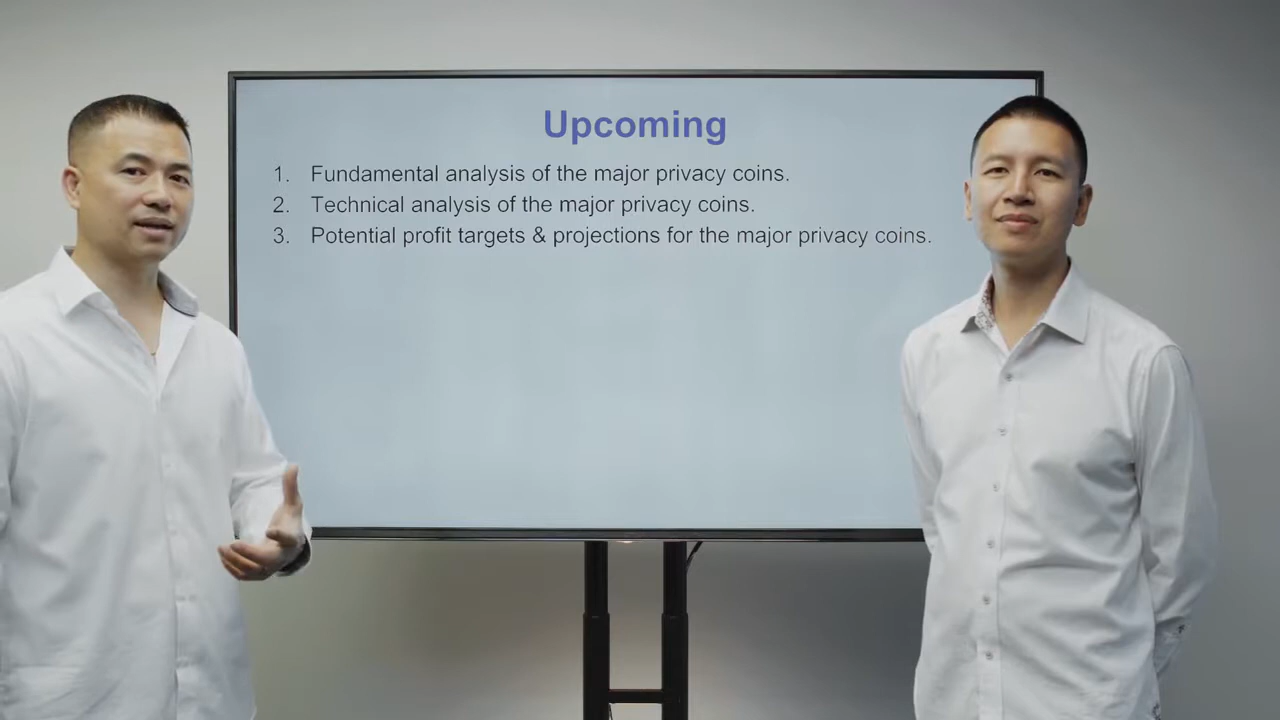 Upcoming
1. Fundamental analysis of the major privacy coins.
2. Technical analysis of the major privacy coins.
3. Potential profit targets & projections for the major privacy coins.